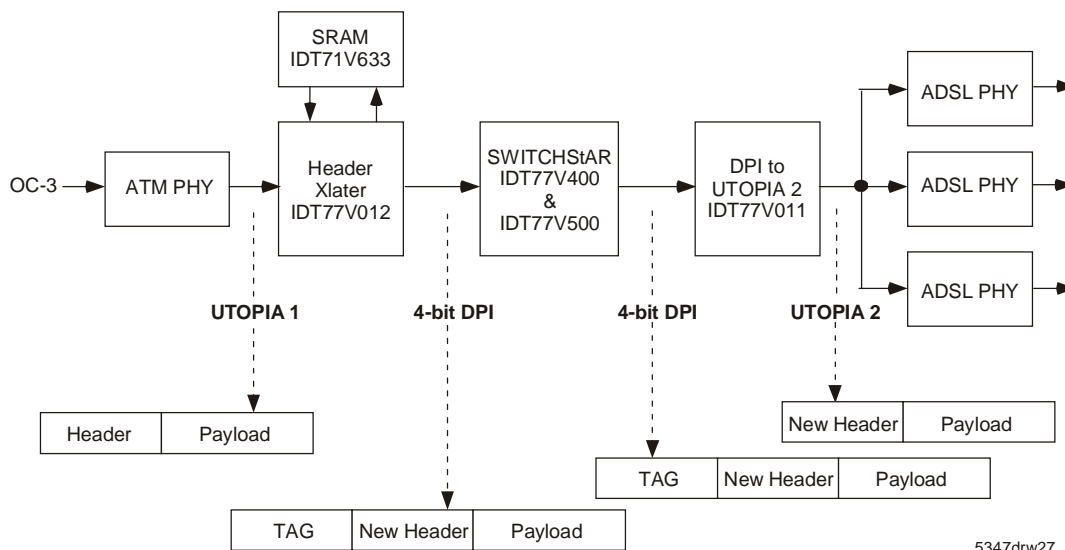 SRAM
IDT71V633
OC-3
ATM PHY
Header
Xlater
IDT77V012
SWITCHStAR
IDT77V400
&
IDT77V500
DPI to
UTOPIA 2
IDT77V011
ADSL PHY
ADSL PHY
ADSL PHY
UTOPIA 1
4-bit DPI
4-bit DPI
UTOPIA 2
Header Payload
TAG New Header Payload
TAG New Header Payload
New Header Payload
5347drw27